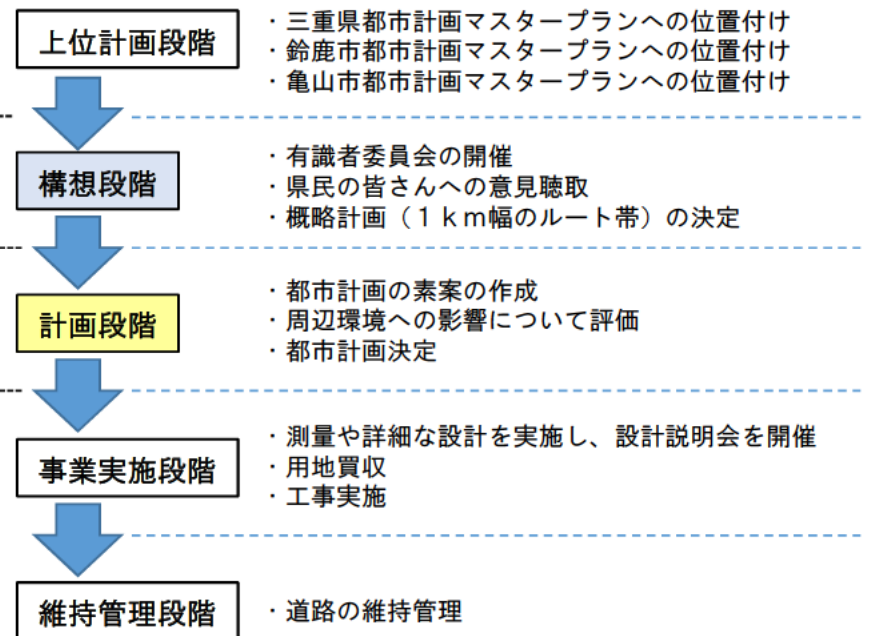 上位計画段階
・三重県都市計画マスタープランへの位置付け
・鈴鹿市都市計画マスタープランへの位置付け
・亀山市都市計画マスタープランへの位置付け
構想段階
・有識者委員会の開催
・県民の皆さんへの意見聴取
・概略計画（１ｋｍ幅のルート帯）の決定
計画段階
・都市計画の素案の作成
・周辺環境への影響について評価
・都市計画決定
事業実施段階
・測量や詳細な設計を実施し、設計説明会を開催
・用地買収
・工事実施
維持管理段階
・道路の維持管理